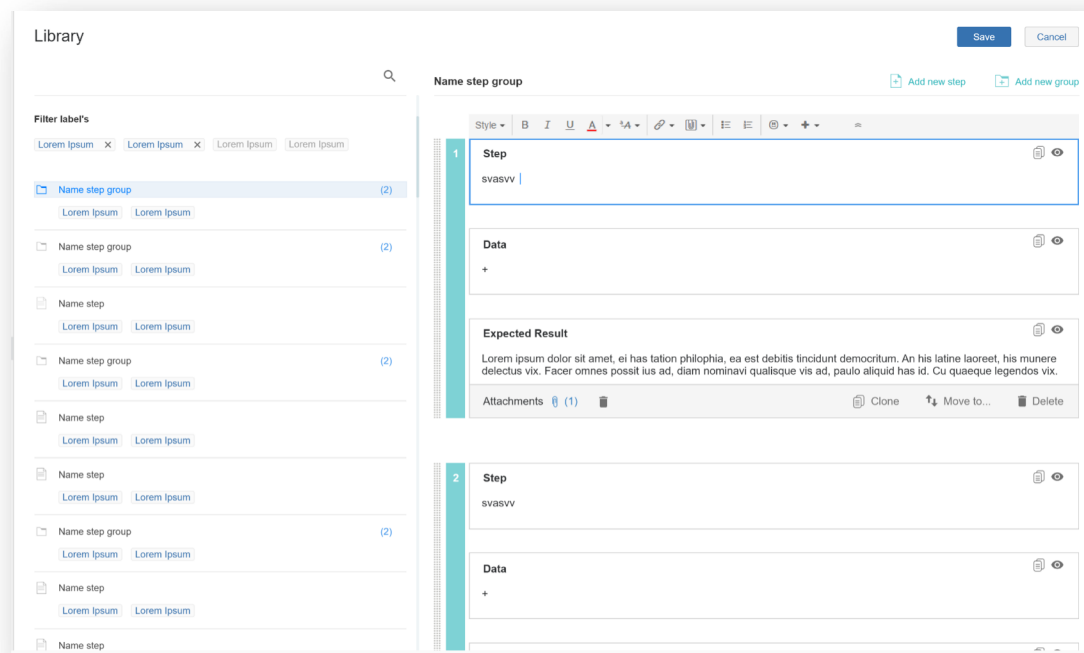 Library
Save Cancel
Name step group
Add new step Add new group
Filter label's
Lorem Ipsum Lorem Ipsum Lorem Ipsum Lorem Ipsum
Name step group (2)
Lorem Ipsum Lorem Ipsum
Name step group (2)
Lorem Ipsum Lorem Ipsum
Name step
Lorem Ipsum Lorem Ipsum
Name step group (2)
Lorem Ipsum Lorem Ipsum
Name step
Lorem Ipsum Lorem Ipsum
Name step
Lorem Ipsum Lorem Ipsum
Name step group (2)
Lorem Ipsum Lorem Ipsum
Name step
Lorem Ipsum Lorem Ipsum
Name step
Style B I U A A
1 Step
svasvv
Data
+
Expected Result
Lorem ipsum dolor sit amet, ei has tation philophia, ea est debitis tincidunt democritum. An his latine laoreet, his munere
delectus vix. Facer omnes possit ius ad, diam nominavi qualisque vis ad, paulo aliquid has id. Cu quaeque legendos vix.
Attachments (1) Clone Move to... Delete
2 Step
svasvv
Data
+